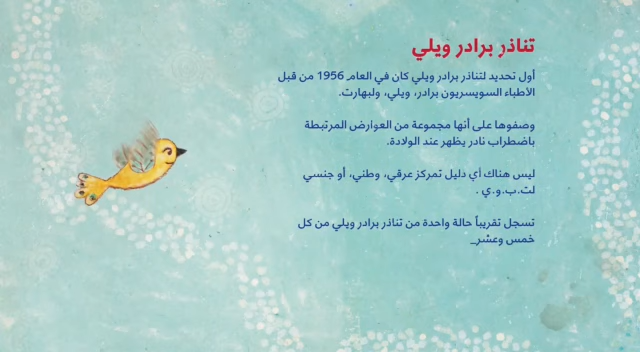 تناذر برادر ويلي
أول تحديد لتناذر برادر ويلي كان في العام 1956 من قبل
الأطباء السويسريون برادر، ويلي، ولبهارت.
وصفوها على أنها مجموعة من العوارض المرتبطة
باضطراب نادر يظهر عند الولادة.
ليس هناك أي دليل تمركز عرقي، وطني، أو جنسي
لت.ب.و.ي .
تسجل تقريباً حالة واحدة من تناذر برادر ويلي من كل
خمس وعشر_